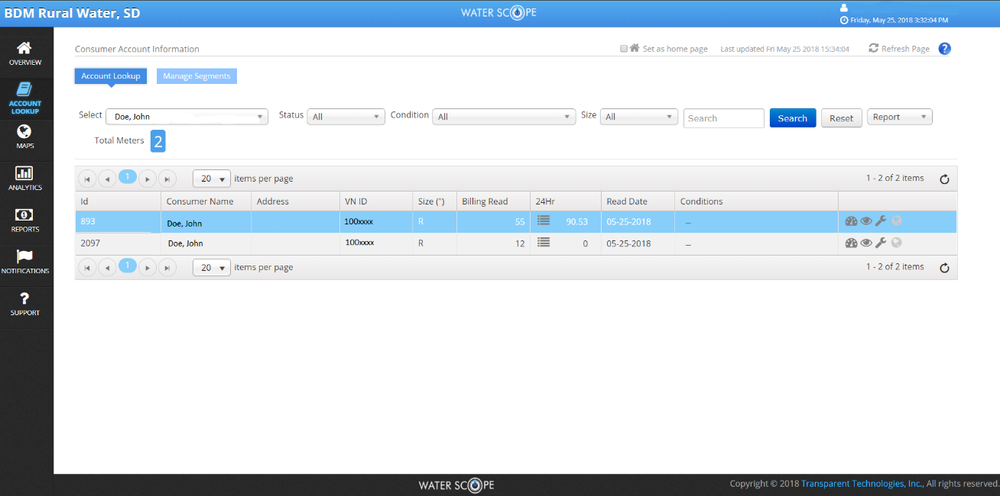 BDM Rural Water, SD
WATER SCOPE
Friday, May 25, 2018 3:32:04 PM
OVERVIEW
ACCOUNT
LOOKUP
MAPS
ANALYTICS
REPORTS
NOTIFICATIONS
SUPPORT
Consumer Account Information Set as home page Last updated Fri May 25 2018 15:34:04 Refresh Page ?
Account Lookup Manage Segments
Select Doe, John Status All Condition All Size All Search Search Reset Report
Total Meters 2
1 20 items per page 1 - 2 of 2 items
Id Consumer Name Address VN ID Size (") Billing Read 24Hr Read Date Conditions
893 Doe, John 100xxxx R 55 90.53 05-25-2018 --
2097 Doe, John 100xxxx R 12 0 05-25-2018 --
1 20 items per page 1 - 2 of 2 items
WATER SCOPE
Copyright © 2018 Transparent Technologies, Inc., All rights reserved.